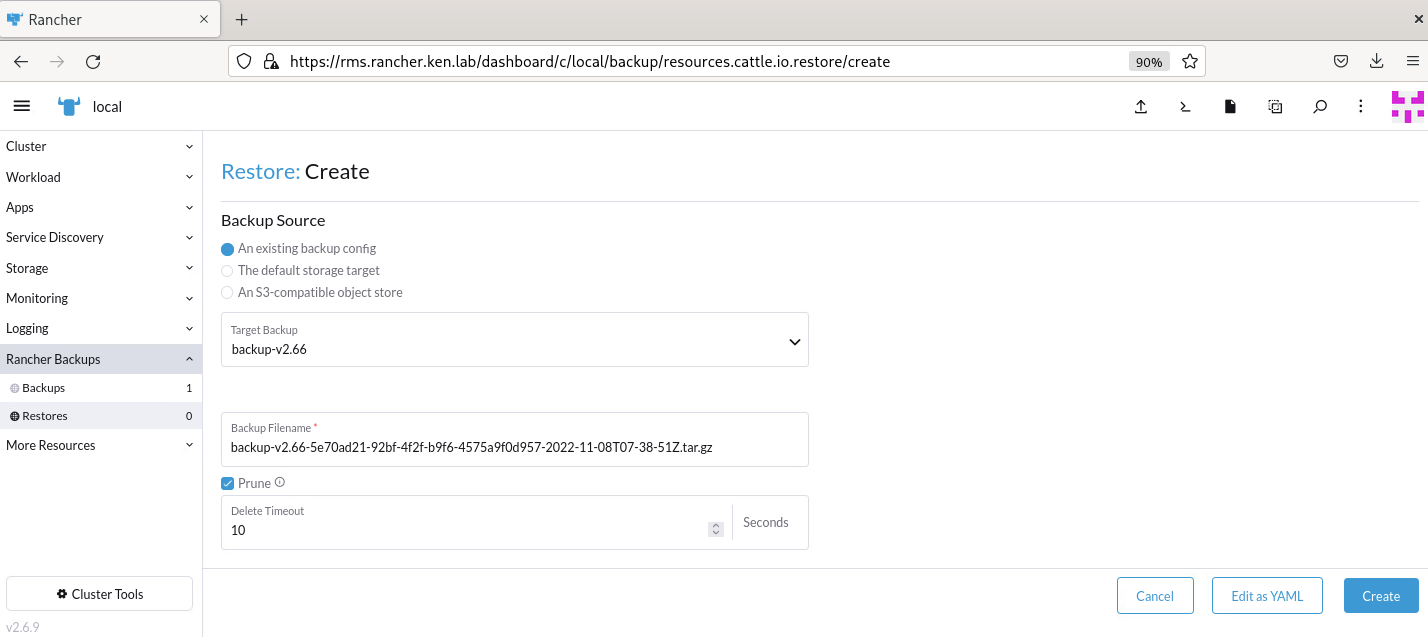 Rancher
https://rms.rancher.ken.lab/dashboard/c/local/backup/resources.cattle.io.restore/create
90%
local
Cluster
Workload
Apps
Service Discovery
Storage
Monitoring
Logging
Rancher Backups
Backups 1
Restores 0
More Resources
Cluster Tools
v2.6.9
Restore: Create
Backup Source
An existing backup config
The default storage target
An S3-compatible object store
Target Backup
backup-v2.66
Backup Filename *
backup-v2.66-5e70ad21-92bf-4f2f-b9f6-4575a9f0d957-2022-11-08T07-38-51Z.tar.gz
Prune
Delete Timeout
10
Seconds
Cancel
Edit as YAML
Create